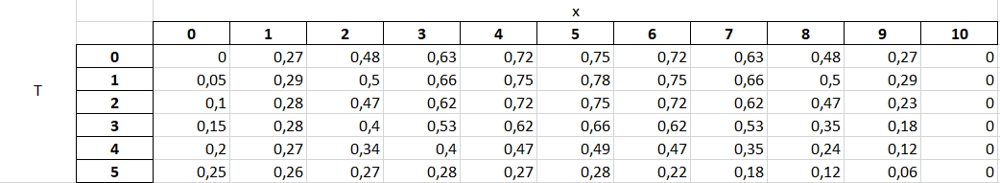 x
0 1 2 3 4 5 6 7 8 9 10
0 0 0,27 0,48 0,63 0,72 0,75 0,72 0,63 0,48 0,27 0
1 0,05 0,29 0,5 0,66 0,75 0,78 0,75 0,66 0,5 0,29 0
T
2 0,1 0,28 0,47 0,62 0,72 0,75 0,72 0,62 0,47 0,23 0
3 0,15 0,28 0,4 0,53 0,62 0,66 0,62 0,53 0,35 0,18 0
4 0,2 0,27 0,34 0,4 0,47 0,49 0,47 0,35 0,24 0,12 0
5 0,25 0,26 0,27 0,28 0,27 0,28 0,22 0,18 0,12 0,06 0